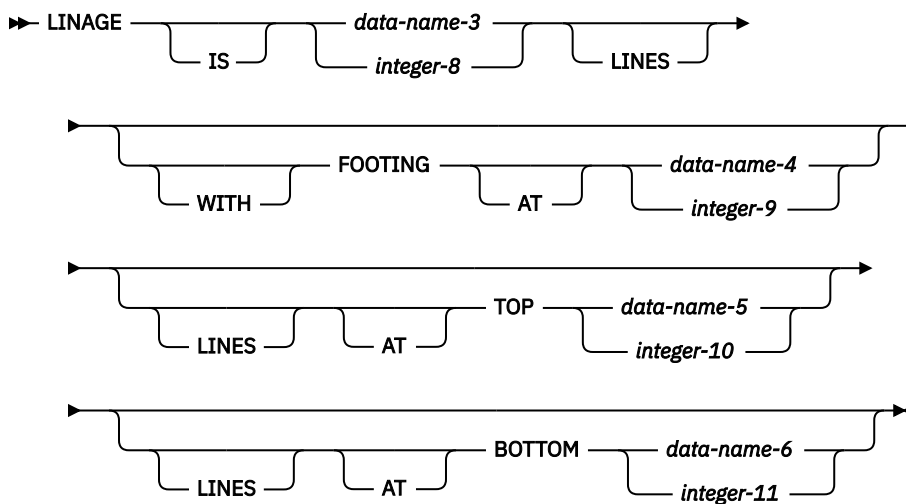 LINAGE data-name-3
IS integer-8 LINES
FOOTING data-name-4
WITH AT integer-9
TOP data-name-5
LINES AT integer-10
BOTTOM data-name-6
LINES AT integer-11